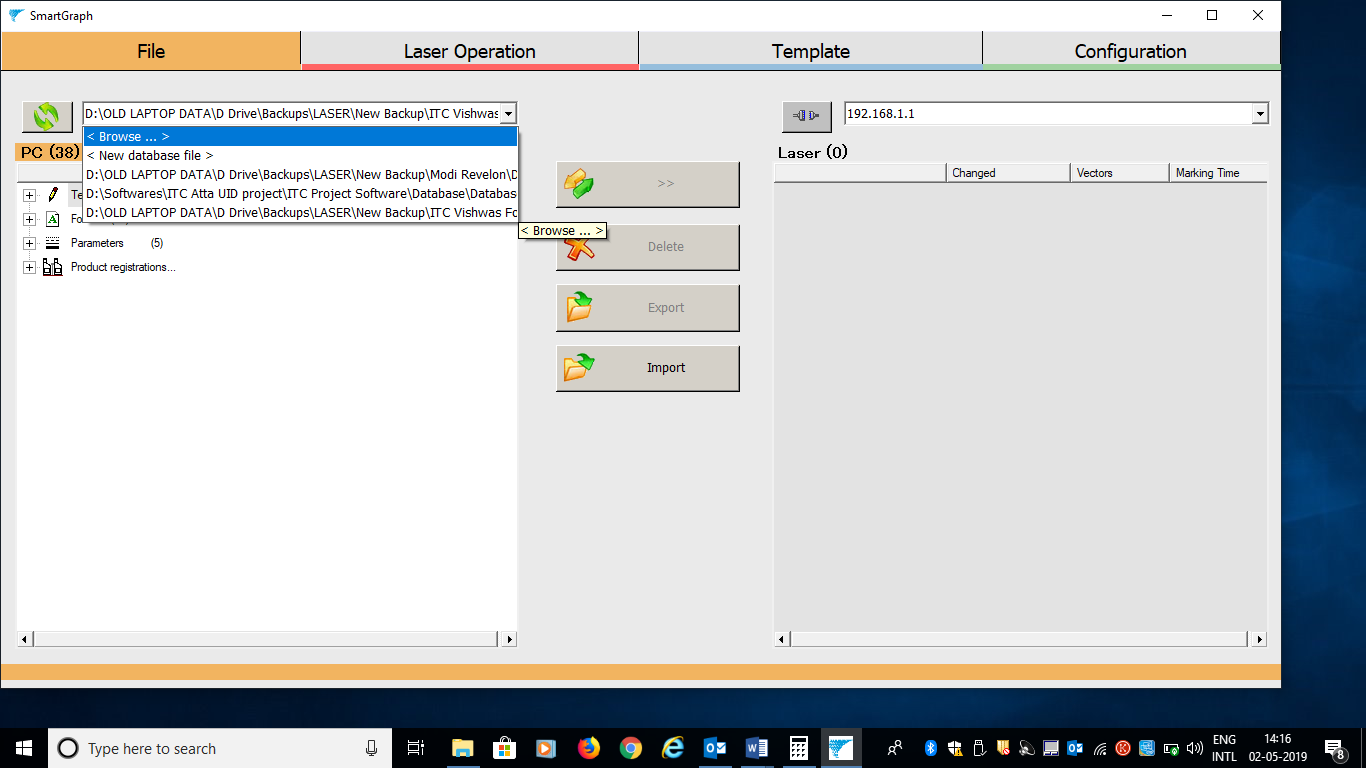 SmartGraph
File
Laser Operation
Template
Configuration
D:\OLD LAPTOP DATA\D Drive\Backups\LASER\New Backup\ITC Vishwas
192.168.1.1
< Browse ... >
< New database file >
D:\OLD LAPTOP DATA\D Drive\Backups\LASER\New Backup\Modi Revelon\D
D:\Softwares\ITC Atta UID project\ITC Project Software\Database\Databas
D:\OLD LAPTOP DATA\D Drive\Backups\LASER\New Backup\ITC Vishwas Fo
< Browse ... >
PC (38)
Te
Fo
Parameters (5)
Product registrations...
>>
Delete
Export
Import
Laser (0)
Changed
Vectors
Marking Time
Type here to search
ENG
INTL
14:16
02-05-2019
8